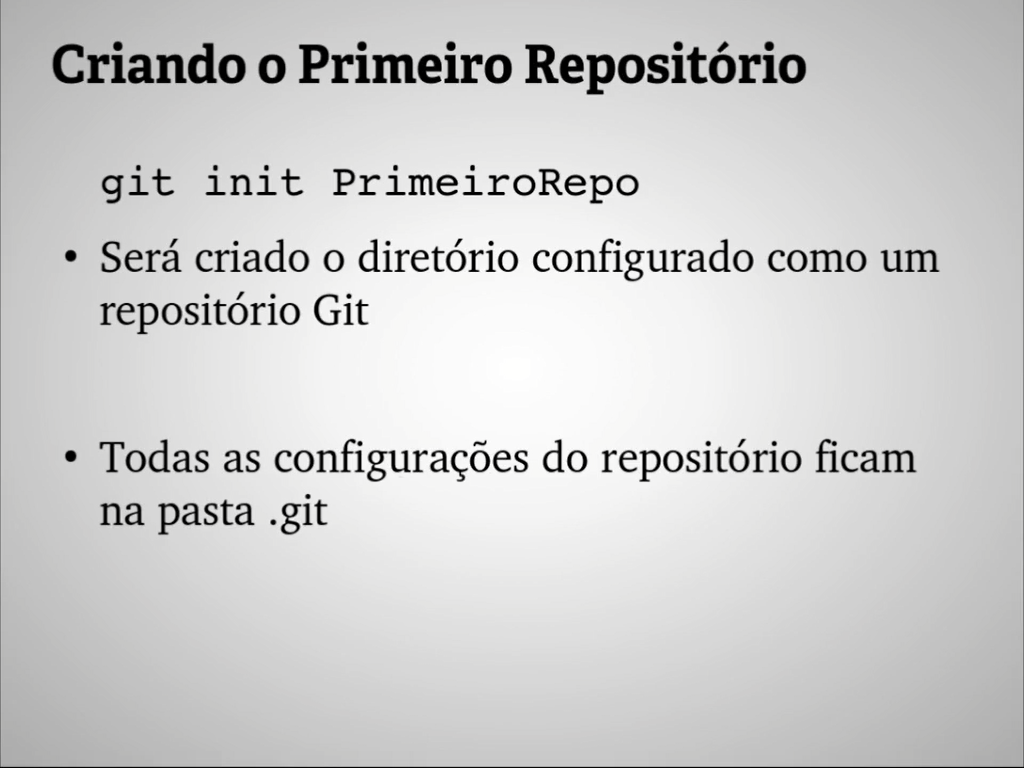 Criando o Primeiro Repositório
git init PrimeiroRepo
• Será criado o diretório configurado como um
repositório Git
• Todas as configurações do repositório ficam
na pasta .git